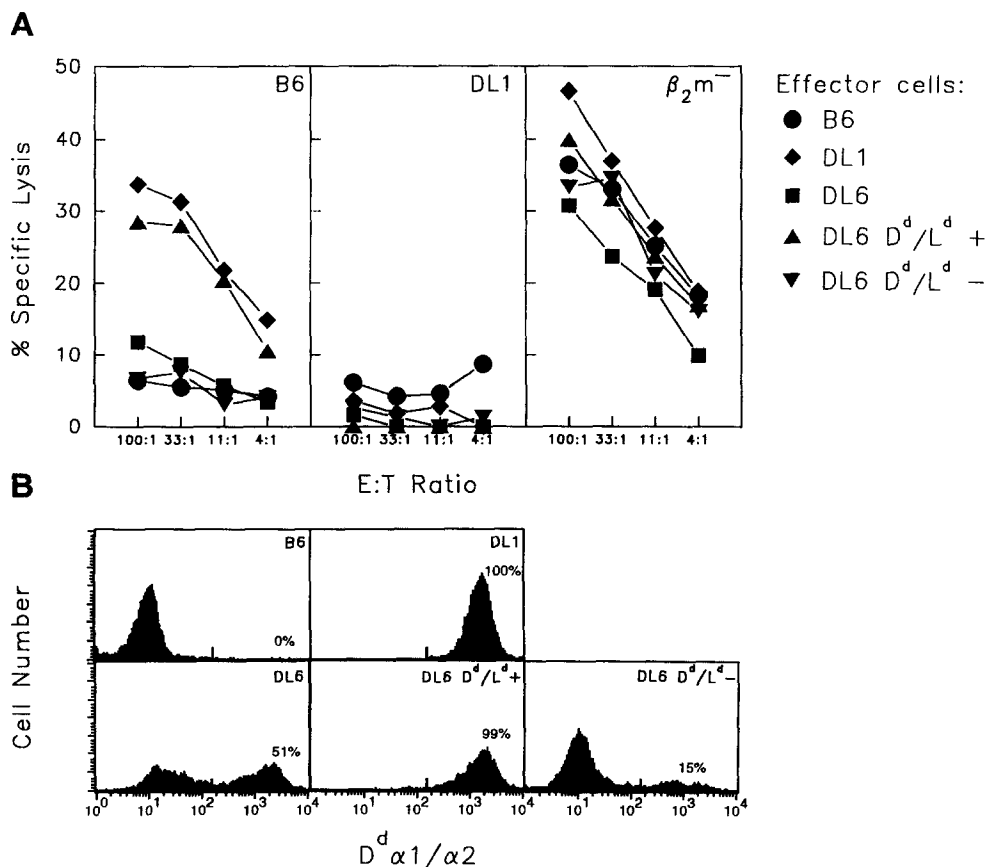 A
50 B6 DL1 β₂m⁻ Effector cells:
40 ● B6
◆ DL1
30 ■ DL6
▲ DL6 Dᵈ/Lᵈ +
20 ▼ DL6 Dᵈ/Lᵈ −
10
0
% Specific Lysis
100:1 33:1 11:1 4:1 100:1 33:1 11:1 4:1 100:1 33:1 11:1 4:1
E:T Ratio
B
B6 DL1
100%
0%
DL6 DL6 Dᵈ/Lᵈ+ DL6 Dᵈ/Lᵈ−
51% 99% 15%
Cell Number
10⁰ 10¹ 10² 10³ 10¹ 10² 10³ 10⁴ 10¹ 10² 10³ 10⁴
Dᵈα1/α2